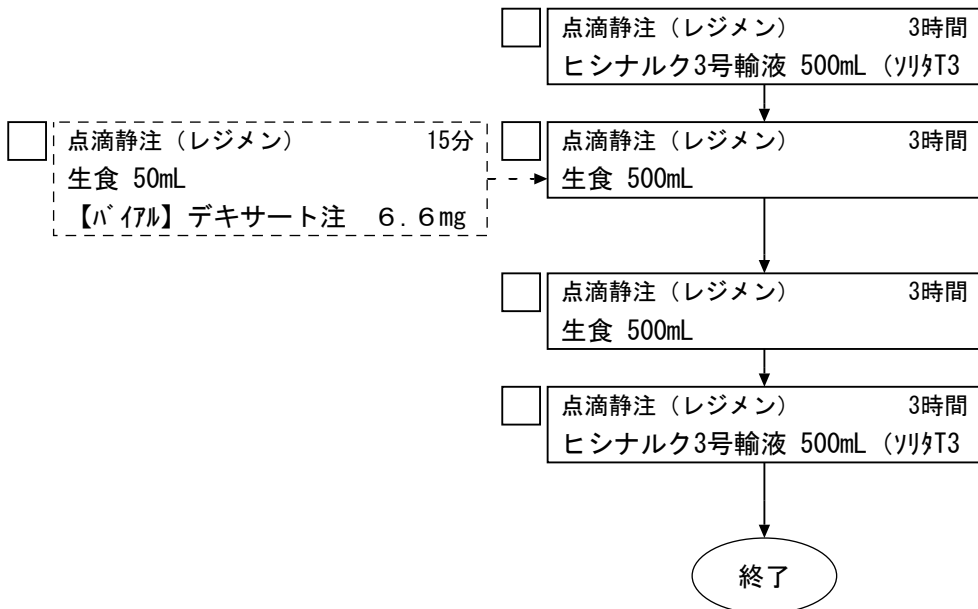 点滴静注（レジメン） 3時間
ヒシナルク3号輸液 500mL（ｿﾘﾀT3
点滴静注（レジメン） 15分
生食 50mL
【ﾊﾞｲｱﾙ】デキサート注　６．６mg
点滴静注（レジメン） 3時間
生食 500mL
点滴静注（レジメン） 3時間
生食 500mL
点滴静注（レジメン） 3時間
ヒシナルク3号輸液 500mL（ｿﾘﾀT3
終了